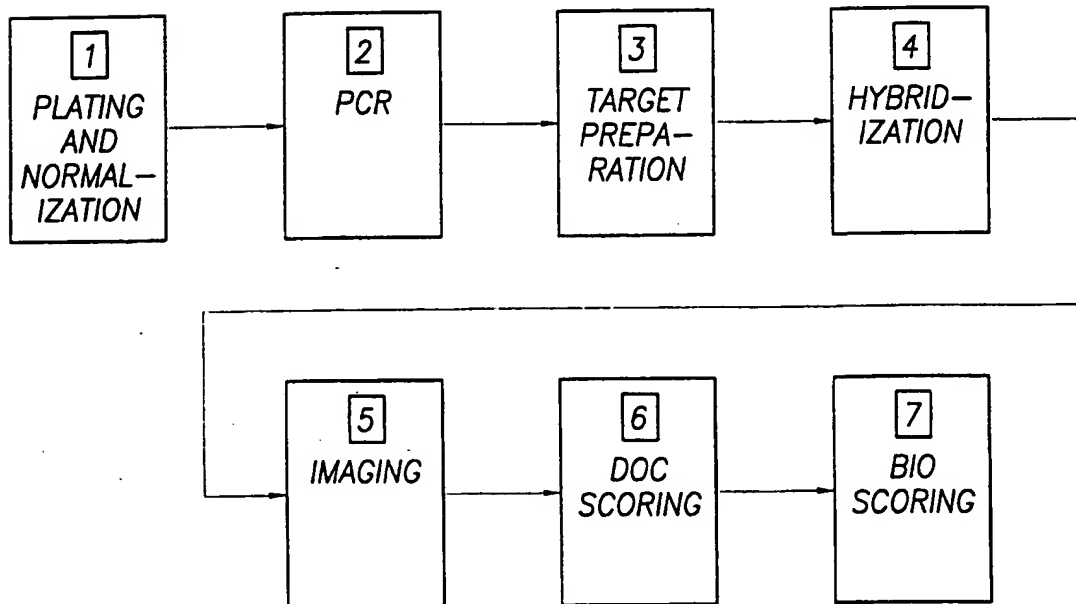 1
PLATING
AND
NORMAL–
IZATION
2
PCR
3
TARGET
PREPA–
RATION
4
HYBRID–
IZATION
5
IMAGING
6
DOC
SCORING
7
BIO
SCORING